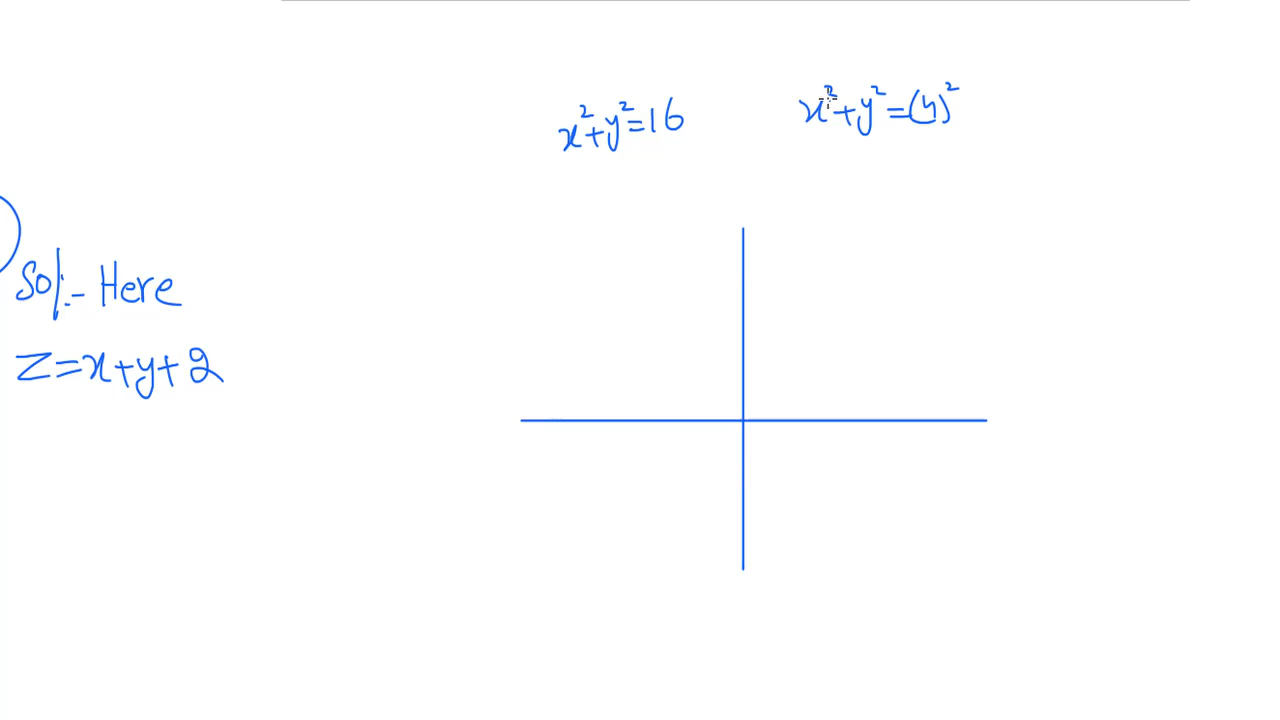 x²+y²=16
x²+y²=(4)²
Sol:- Here
Z=x+y+2